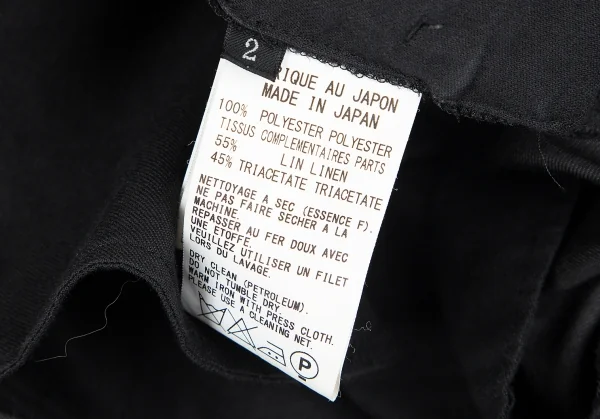 2
RIQUE AU JAPON
MADE IN JAPAN
100% POLYESTER POLYESTER
TISSUS COMPLEMENTAIRES PARTS
55% LIN LINEN
45% TRIACETATE TRIACETATE
NETTOYAGE A SEC (ESSENCE F).
NE PAS FAIRE SECHER A LA
MACHINE.
REPASSER AU FER DOUX AVEC
UNE ETOFFE.
VEUILLEZ UTILISER UN FILET
LORS DU LAVAGE.
DRY CLEAN (PETROLEUM).
DO NOT TUMBLE DRY.
WARM IRON WITH PRESS CLOTH.
PLEASE USE A CLEANING NET.
P